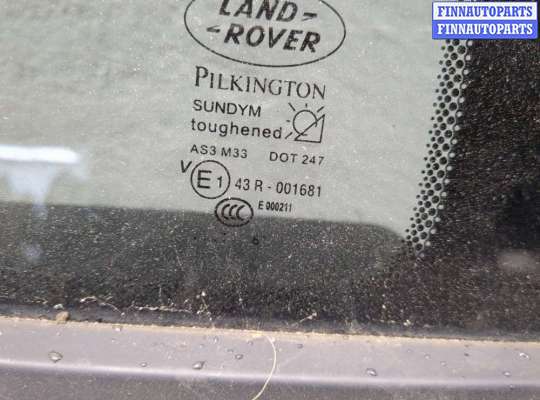 FINNAUTOPARTS
FINNAUTOPARTS
LAND
ROVER
PILKINGTON
SUNDYM
toughened
AS3 M33 DOT 247
V E1 43 R - 001681
CCC E 000211